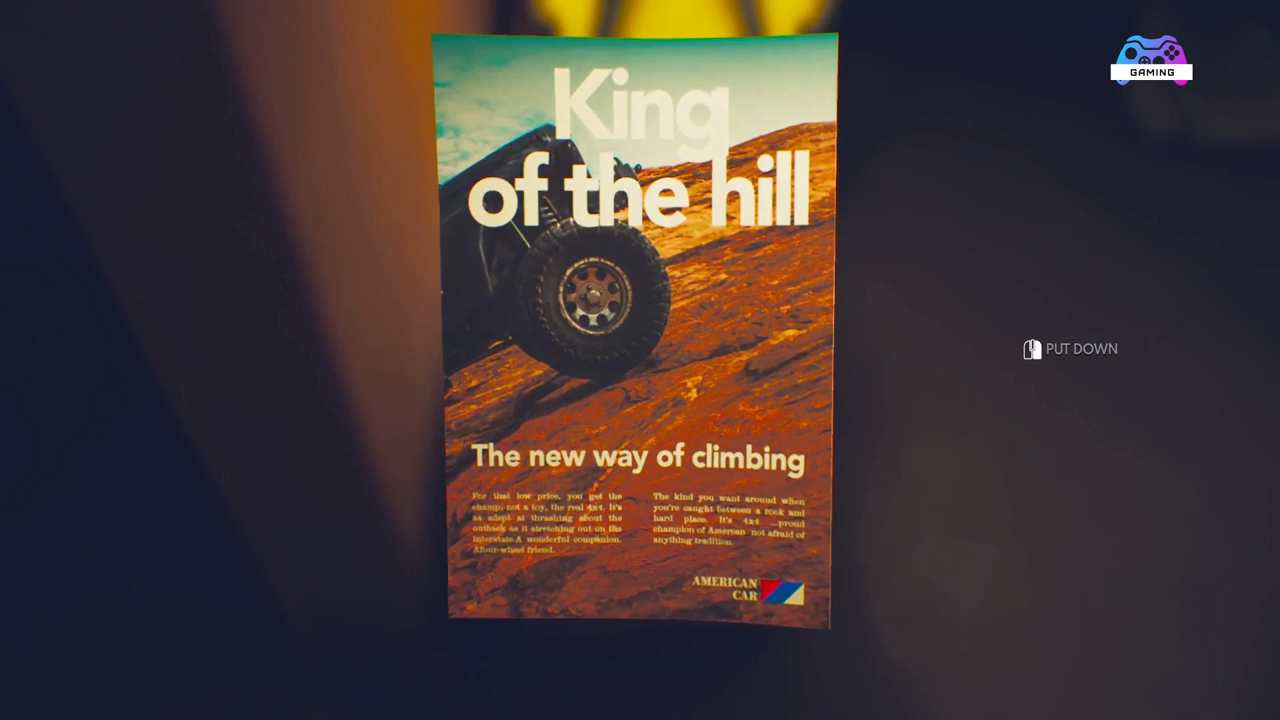 GAMING
King
of the hill
PUT DOWN
The new way of climbing
For that low price, you get the
champ; not a toy, the real 4x4. It's
as adept at thrashing about the
outback as it stretching out on the
interstate.A wonderful companion.
Afour-wheel friend.
The kind you want around when
you're caught between a rock and
hard place. It's 4x4 ...proud
champion of American not afraid of
anything tradition.
AMERICAN
CAR